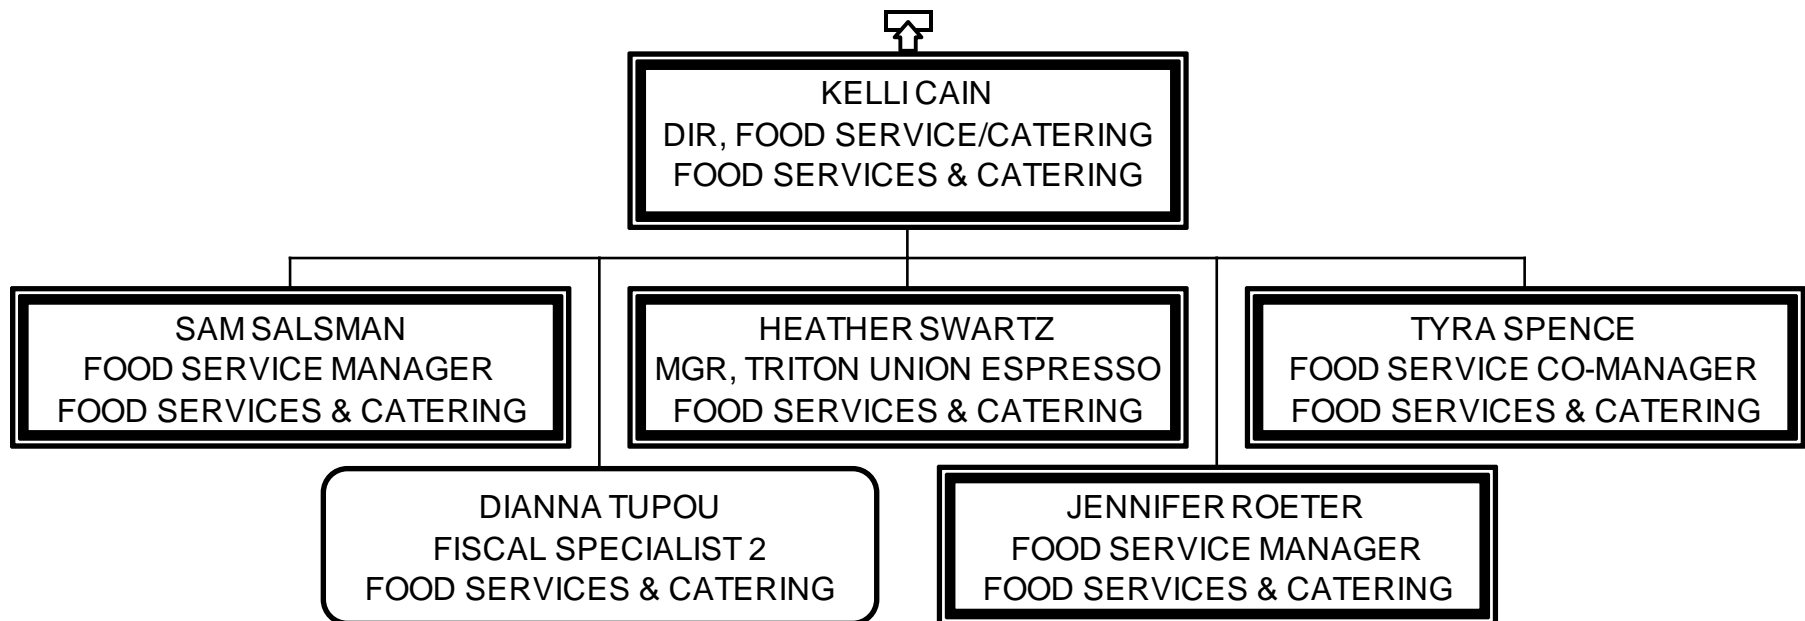 KELLI CAIN
DIR, FOOD SERVICE/CATERING
FOOD SERVICES & CATERING
SAM SALSMAN
FOOD SERVICE MANAGER
FOOD SERVICES & CATERING
HEATHER SWARTZ
MGR, TRITON UNION ESPRESSO
FOOD SERVICES & CATERING
TYRA SPENCE
FOOD SERVICE CO-MANAGER
FOOD SERVICES & CATERING
DIANNA TUPOU
FISCAL SPECIALIST 2
FOOD SERVICES & CATERING
JENNIFER ROETER
FOOD SERVICE MANAGER
FOOD SERVICES & CATERING